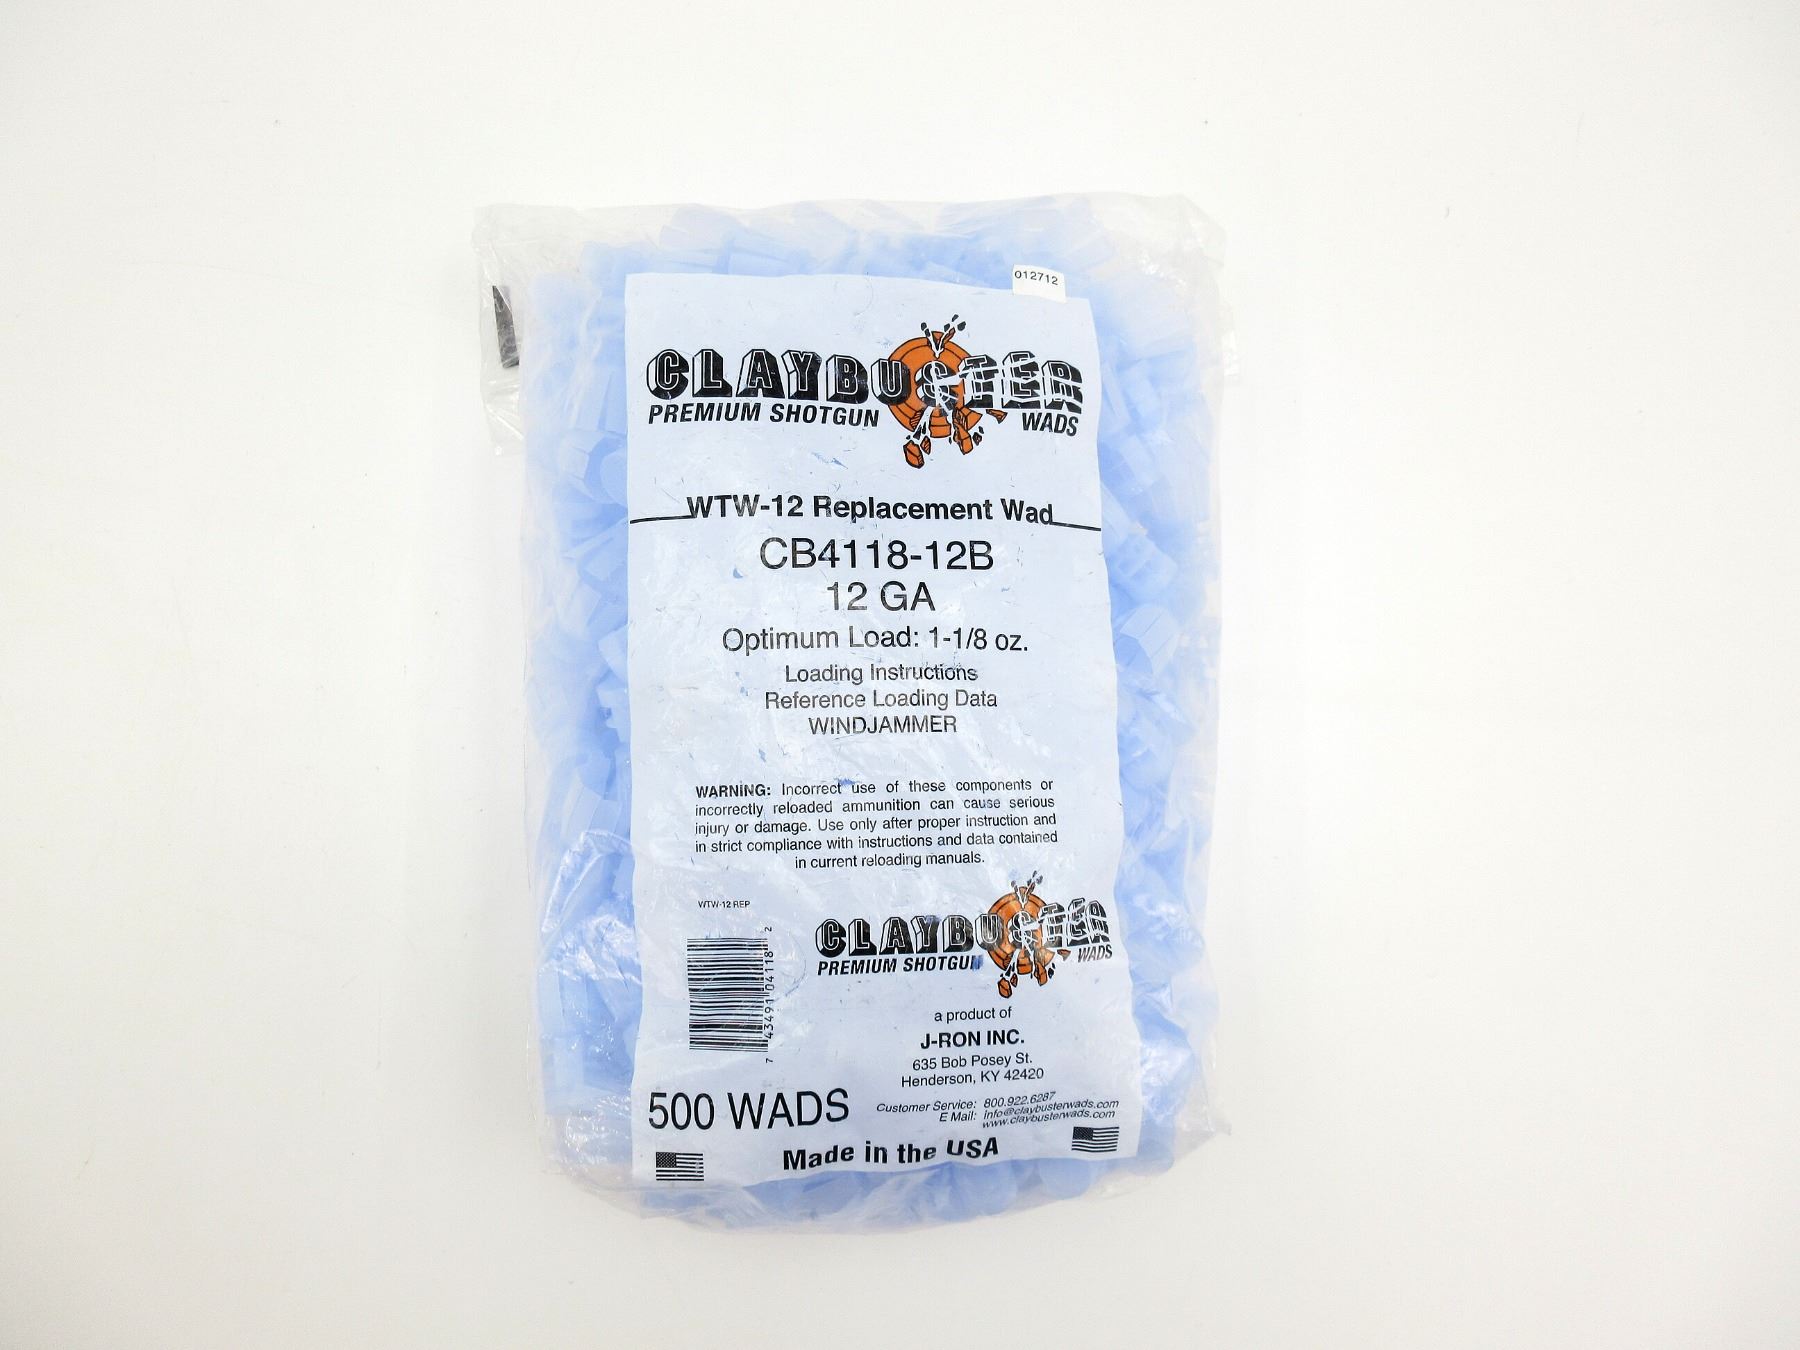 012712
CLAYBUSTER
PREMIUM SHOTGUN WADS
WTW-12 Replacement Wad
CB4118-12B
12 GA
Optimum Load: 1-1/8 oz.
Loading Instructions
Reference Loading Data
WINDJAMMER
WARNING: Incorrect use of these components or
incorrectly reloaded ammunition can cause serious
injury or damage. Use only after proper instruction and
in strict compliance with instructions and data contained
in current reloading manuals.
WTW-12 REP
7 43491 04118 2
CLAYBUSTER
PREMIUM SHOTGUN WADS
a product of
J-RON INC.
635 Bob Posey St.
Henderson, KY 42420
500 WADS
Customer Service: 800.922.6287
E Mail: info@claybusterwads.com
www.claybusterwads.com
Made in the USA